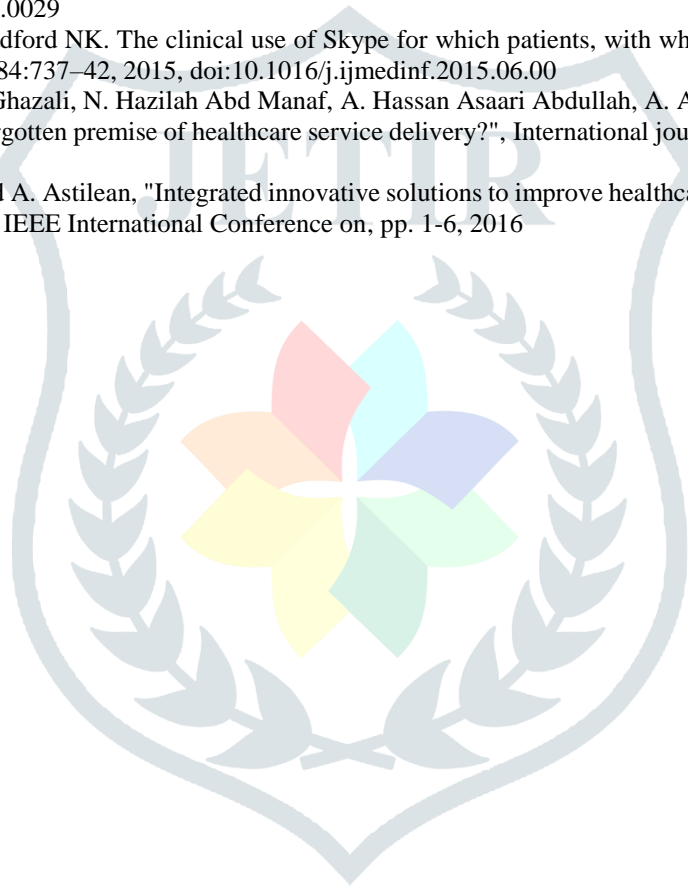 .0029
dford NK. The clinical use of Skype for which patients, with wh
84:737–42, 2015, doi:10.1016/j.ijmedinf.2015.06.00
Ghazali, N. Hazilah Abd Manaf, A. Hassan Asaari Abdullah, A. A
rgotten premise of healthcare service delivery?", International jou
d A. Astilean, "Integrated innovative solutions to improve healthca
IEEE International Conference on, pp. 1-6, 2016
JETIR